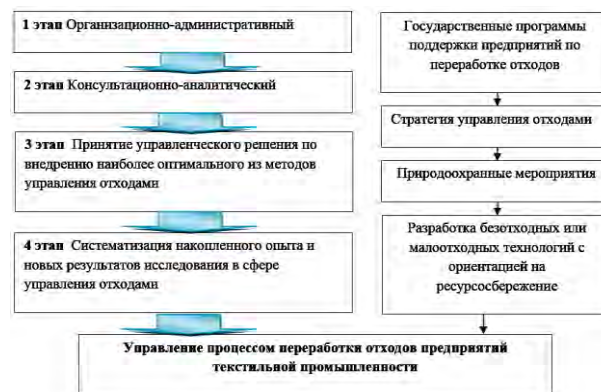 1 этап Организационно-административный
2 этап Консультационно-аналитический
3 этап Принятие управленческого решения по
внедрению наиболее оптимального из методов
управления отходами
4 этап Систематизация накопленного опыта и
новых результатов исследования в сфере
управления отходами
Государственные программы
поддержки предприятий по
переработке отходов
Стратегия управления отходами
Природоохранные мероприятия
Разработка безотходных или
малоотходных технологий с
ориентацией на
ресурсосбережение
Управление процессом переработки отходов предприятий
текстильной промышленности